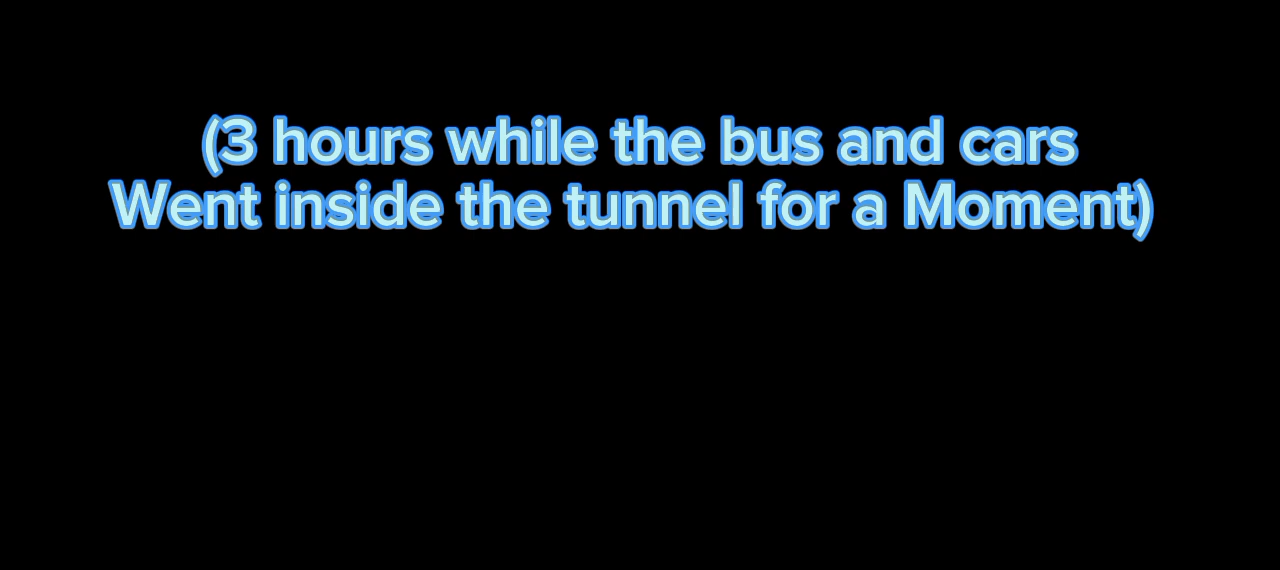 (3 hours while the bus and cars
Went inside the tunnel for a Moment)